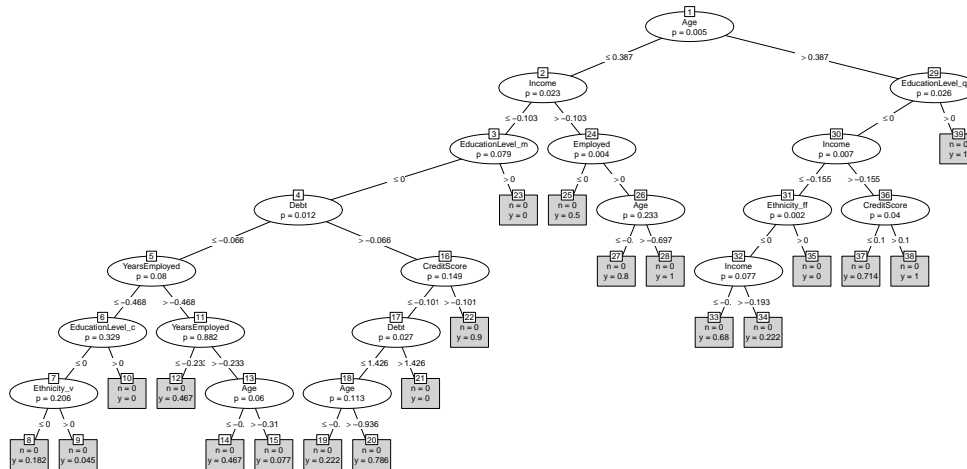 1
Age
p = 0.005
≤ 0.387
> 0.387
2
Income
p = 0.023
29
EducationLevel_q
p = 0.026
≤ −0.103
> −0.103
≤ 0
> 0
3
EducationLevel_m
p = 0.079
24
Employed
p = 0.004
30
Income
p = 0.007
39
n = 0
y = 1
≤ 0
> 0
≤ 0
> 0
≤ −0.155
> −0.155
4
Debt
p = 0.012
23
n = 0
y = 0
25
n = 0
y = 0.5
26
Age
p = 0.233
31
Ethnicity_ff
p = 0.002
36
CreditScore
p = 0.04
≤ −0.066
> −0.066
≤ −0.
> −0.697
≤ 0
> 0
≤ 0.1
> 0.1
5
YearsEmployed
p = 0.08
16
CreditScore
p = 0.149
27
n = 0
y = 0.8
28
n = 0
y = 1
32
Income
p = 0.077
35
n = 0
y = 0
37
n = 0
y = 0.714
38
n = 0
y = 1
≤ −0.468
> −0.468
≤ −0.101
> −0.101
≤ −0.
> −0.193
6
EducationLevel_c
p = 0.329
11
YearsEmployed
p = 0.882
17
Debt
p = 0.027
22
n = 0
y = 0.9
33
n = 0
y = 0.68
34
n = 0
y = 0.222
≤ 0
> 0
≤ −0.233
> −0.233
≤ 1.426
> 1.426
7
Ethnicity_v
p = 0.206
10
n = 0
y = 0
12
n = 0
y = 0.467
13
Age
p = 0.06
18
Age
p = 0.113
21
n = 0
y = 0
≤ 0
> 0
≤ −0.
> −0.31
≤ −0.
> −0.936
8
n = 0
y = 0.182
9
n = 0
y = 0.045
14
n = 0
y = 0.467
15
n = 0
y = 0.077
19
n = 0
y = 0.222
20
n = 0
y = 0.786